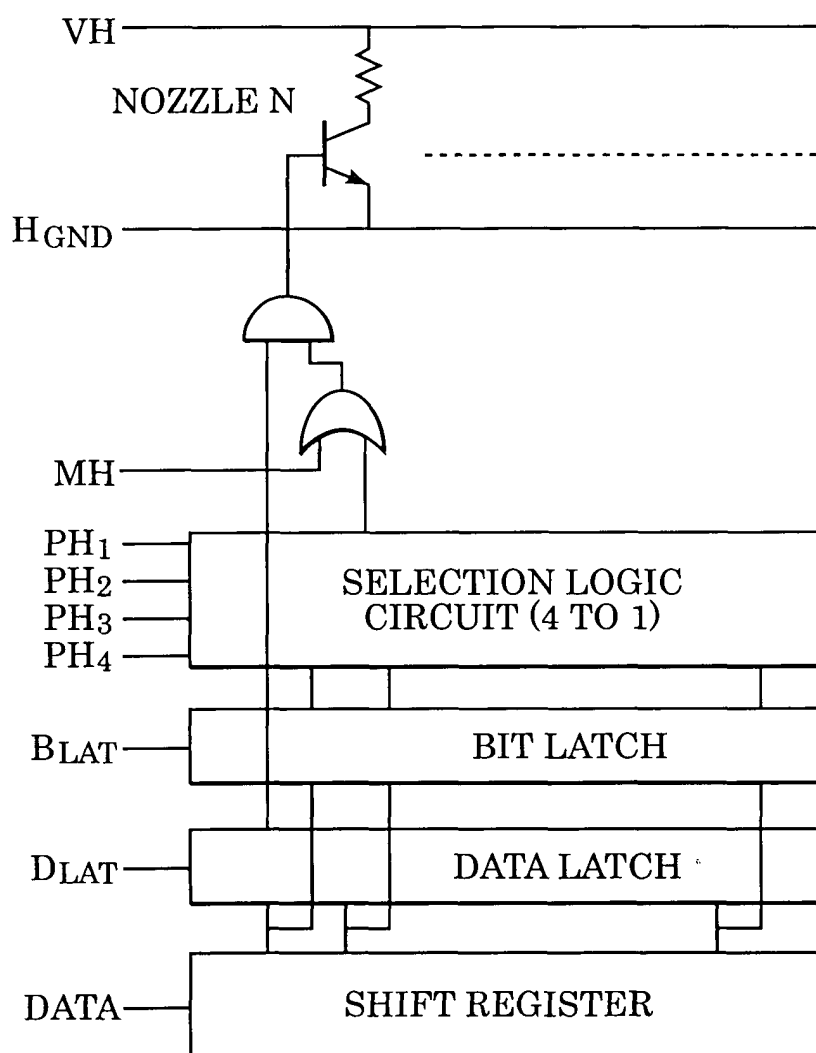 VH
NOZZLE N
HGND
MH
PH1
PH2
PH3
PH4
SELECTION LOGIC
CIRCUIT (4 TO 1)
BLAT
BIT LATCH
DLAT
DATA LATCH
DATA
SHIFT REGISTER